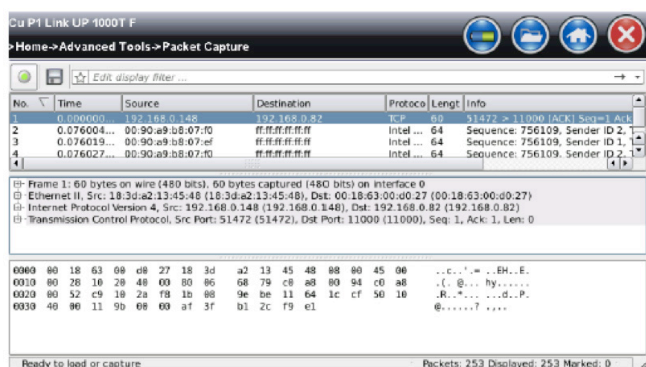 Cu P1 Link UP 1000T F
>Home->Advanced Tools->Packet Capture
Edit display filter ...
No. Time Source Destination Protoco Lengt Info
1 0.000000... 192.168.0.148 192.168.0.82 TCP 60 51472 > 11000 [ACK] Seq=1 Ack
2 0.076004... 00:90:a9:b8:07:f0 ff:ff:ff:ff:ff:ff Intel ... 64 Sequence: 756109, Sender ID 2, T
3 0.076019... 00:90:a9:b8:07:ef ff:ff:ff:ff:ff:ff Intel ... 64 Sequence: 756109, Sender ID 1, T
4 0.076027... 00:90:a9:b8:07:f0 ff:ff:ff:ff:ff:ff Intel ... 64 Sequence: 756109, Sender ID 2,
Frame 1: 60 bytes on wire (480 bits), 60 bytes captured (480 bits) on interface 0
Ethernet II, Src: 18:3d:a2:13:45:48 (18:3d:a2:13:45:48), Dst: 00:18:63:00:d0:27 (00:18:63:00:d0:27)
Internet Protocol Version 4, Src: 192.168.0.148 (192.168.0.148), Dst: 192.168.0.82 (192.168.0.82)
Transmission Control Protocol, Src Port: 51472 (51472), Dst Port: 11000 (11000), Seq: 1, Ack: 1, Len: 0
0000 00 18 63 00 d0 27 18 3d a2 13 45 48 08 00 45 00 ..c..'.= ..EH..E.
0010 00 28 10 20 40 00 80 06 68 79 c0 a8 00 94 c0 a8 .(. @... hy......
0020 00 52 c9 10 2a f8 1b 08 9e be 11 64 1c cf 50 10 .R..*... ...d..P.
0030 40 00 11 9b 00 00 af 3f b1 2c f9 e1 @......? .,..
Ready to load or capture Packets: 253 Displayed: 253 Marked: 0